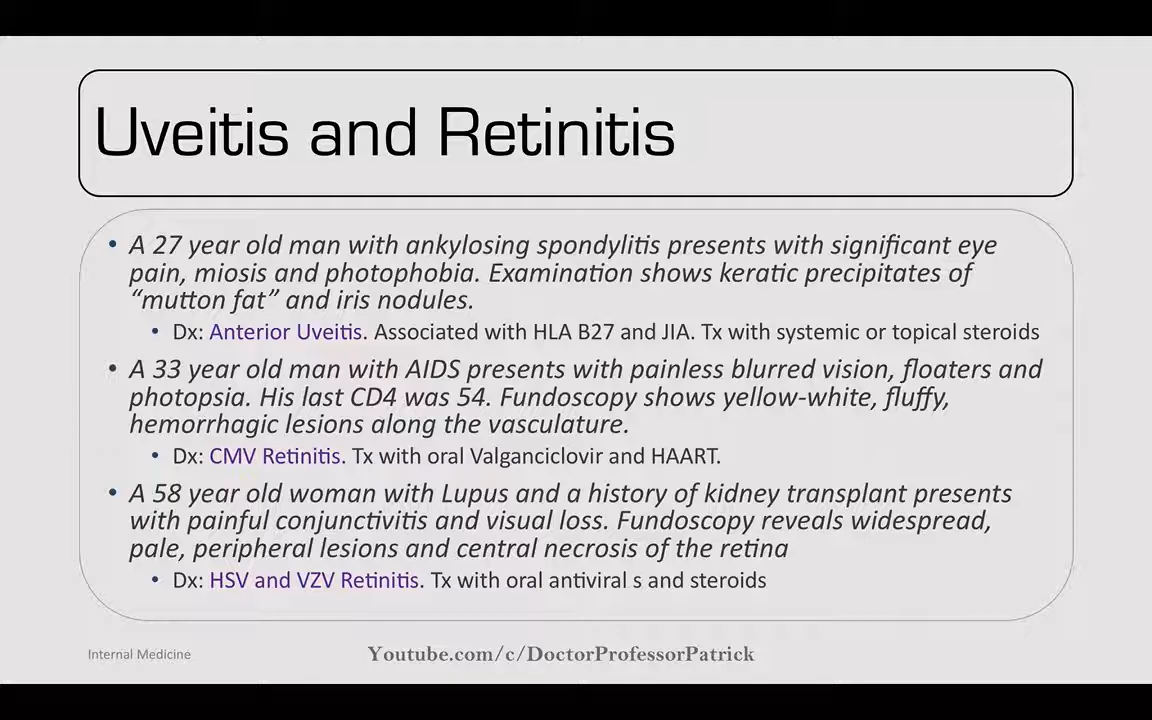 Uveitis and Retinitis
• A 27 year old man with ankylosing spondylitis presents with significant eye
pain, miosis and photophobia. Examination shows keratic precipitates of
“mutton fat” and iris nodules.
• Dx: Anterior Uveitis. Associated with HLA B27 and JIA. Tx with systemic or topical steroids
• A 33 year old man with AIDS presents with painless blurred vision, floaters and
photopsia. His last CD4 was 54. Fundoscopy shows yellow-white, fluffy,
hemorrhagic lesions along the vasculature.
• Dx: CMV Retinitis. Tx with oral Valganciclovir and HAART.
• A 58 year old woman with Lupus and a history of kidney transplant presents
with painful conjunctivitis and visual loss. Fundoscopy reveals widespread,
pale, peripheral lesions and central necrosis of the retina
• Dx: HSV and VZV Retinitis. Tx with oral antiviral s and steroids
Internal Medicine
Youtube.com/c/DoctorProfessorPatrick